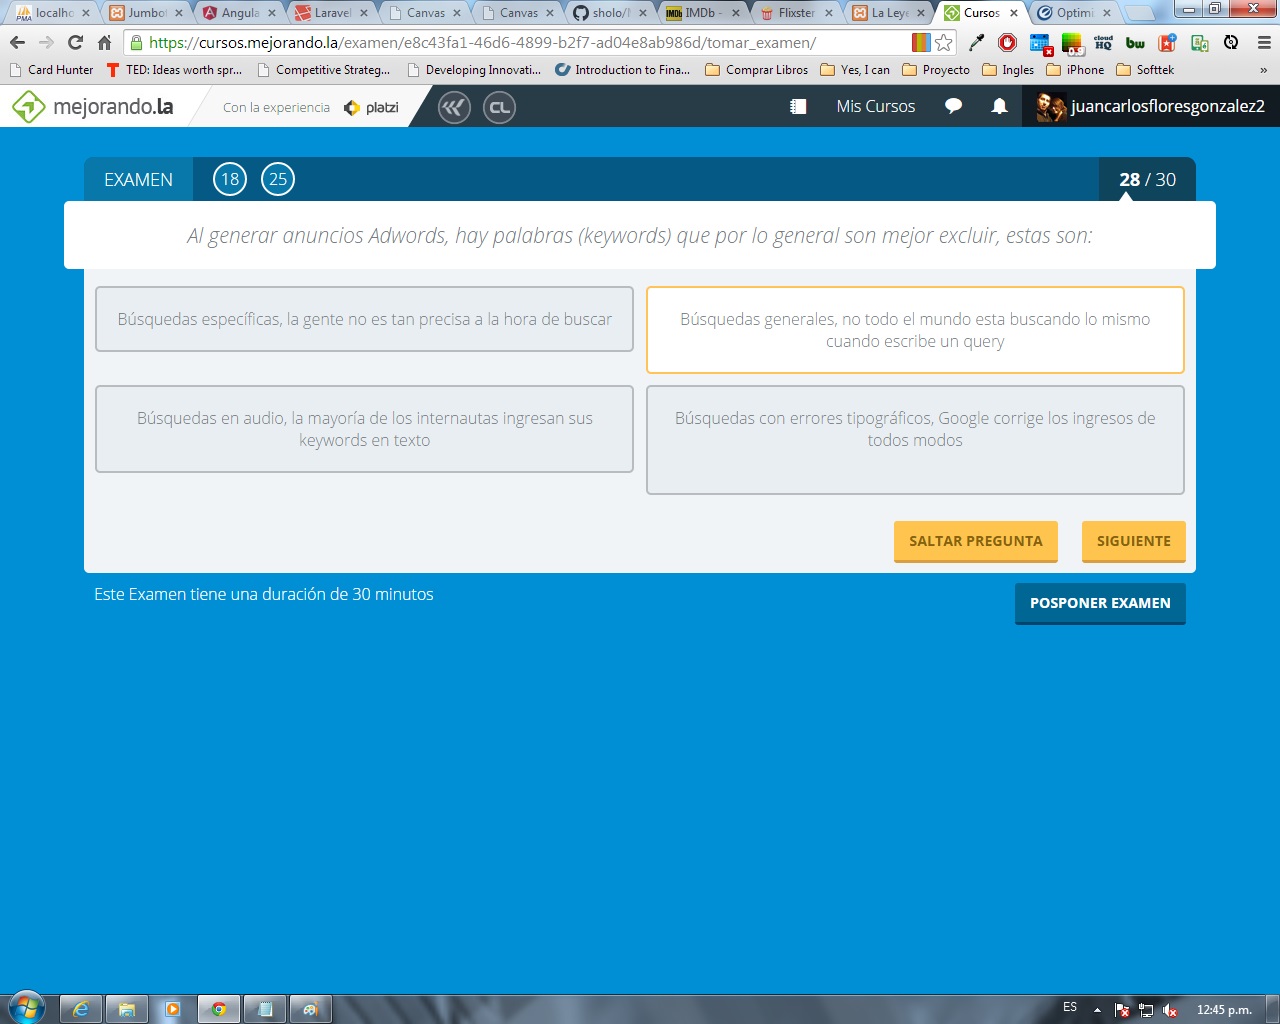 localho
Jumbot
Angula
Laravel
Canvas
Canvas
sholo/
IMDb -
Flixster
La Leye
Cursos
Optimi
https://cursos.mejorando.la/examen/e8c43fa1-46d6-4899-b2f7-ad04e8ab986d/tomar_examen/
cloud HQ
bw
Card Hunter
TED: Ideas worth spr...
Competitive Strateg...
Developing Innovati...
Introduction to Fina...
Comprar Libros
Yes, I can
Proyecto
Ingles
iPhone
Softtek
»
mejorando.la
Con la experiencia
platzi
CL
Mis Cursos
juancarlosfloresgonzalez2
EXAMEN
18
25
28 / 30
Al generar anuncios Adwords, hay palabras (keywords) que por lo general son mejor excluir, estas son:
Búsquedas específicas, la gente no es tan precisa a la hora de buscar
Búsquedas generales, no todo el mundo esta buscando lo mismo
cuando escribe un query
Búsquedas en audio, la mayoría de los internautas ingresan sus
keywords en texto
Búsquedas con errores tipográficos, Google corrige los ingresos de
todos modos
SALTAR PREGUNTA
SIGUIENTE
Este Examen tiene una duración de 30 minutos
POSPONER EXAMEN
ES
12:45 p.m.